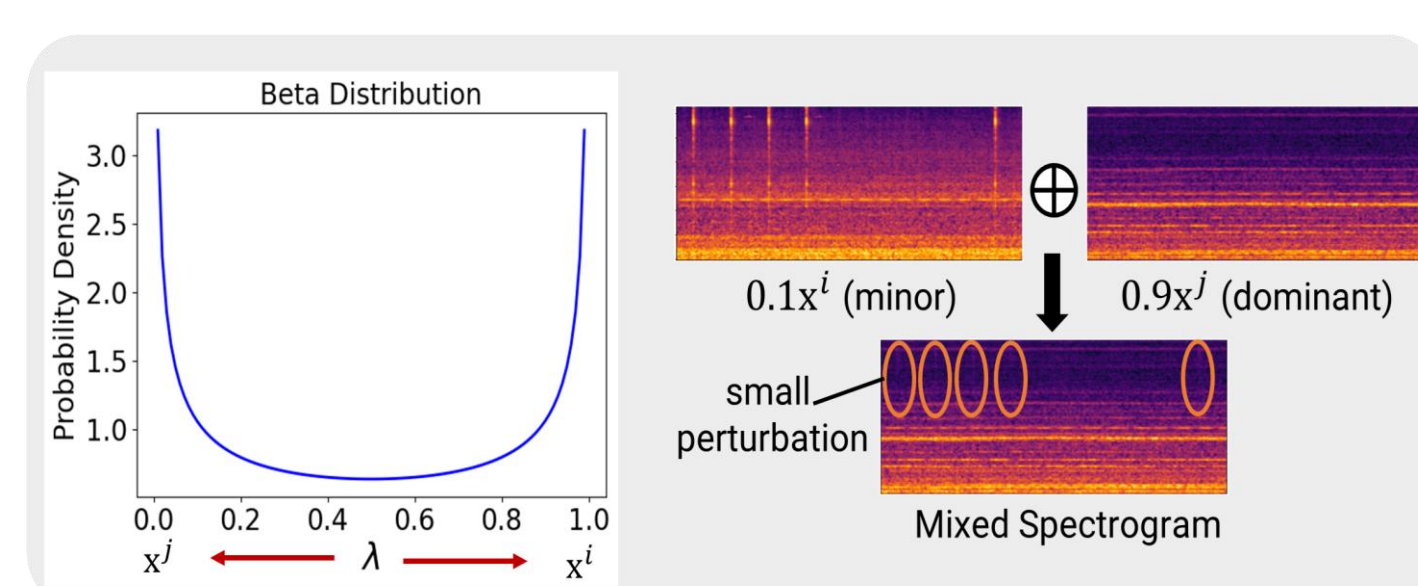 Beta Distribution
Probability Density
3.0
2.5
2.0
1.5
1.0
0.0 0.2 0.4 0.6 0.8 1.0
x^j λ x^i
⊕
0.1x^i (minor) 0.9x^j (dominant)
small
perturbation
Mixed Spectrogram